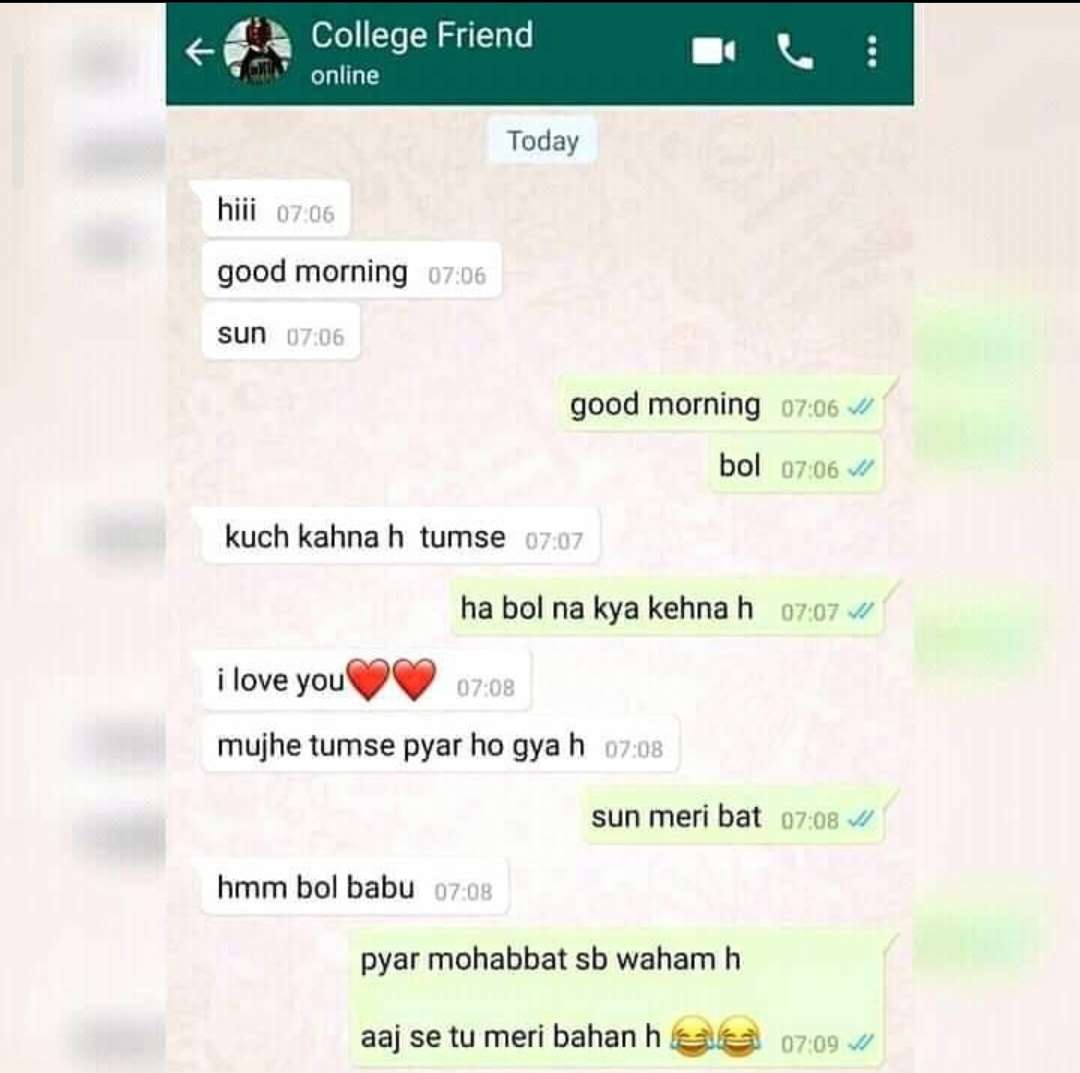 College Friend
online
Today
hiii 07:06
good morning 07:06
sun 07:06
good morning 07:06
bol 07:06
kuch kahna h tumse 07:07
ha bol na kya kehna h 07:07
i love you❤️❤️ 07:08
mujhe tumse pyar ho gya h 07:08
sun meri bat 07:08
hmm bol babu 07:08
pyar mohabbat sb waham h
aaj se tu meri bahan h 😂😂 07:09